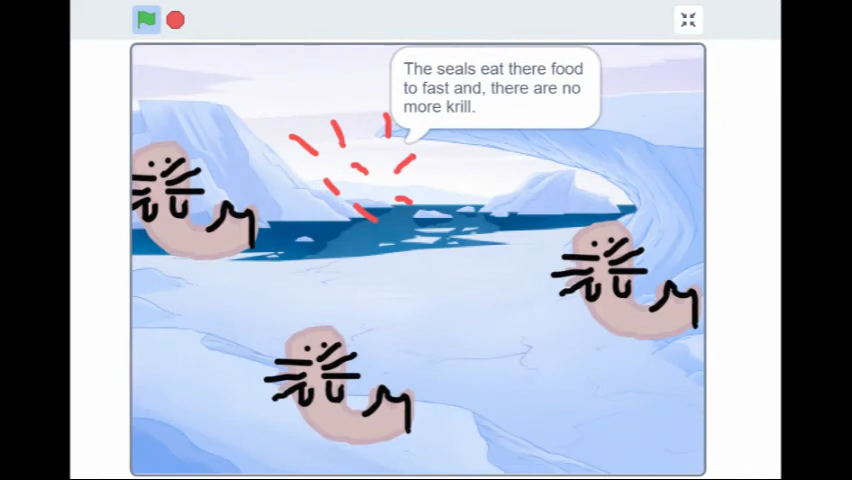 The seals eat there food
to fast and, there are no
more krill.